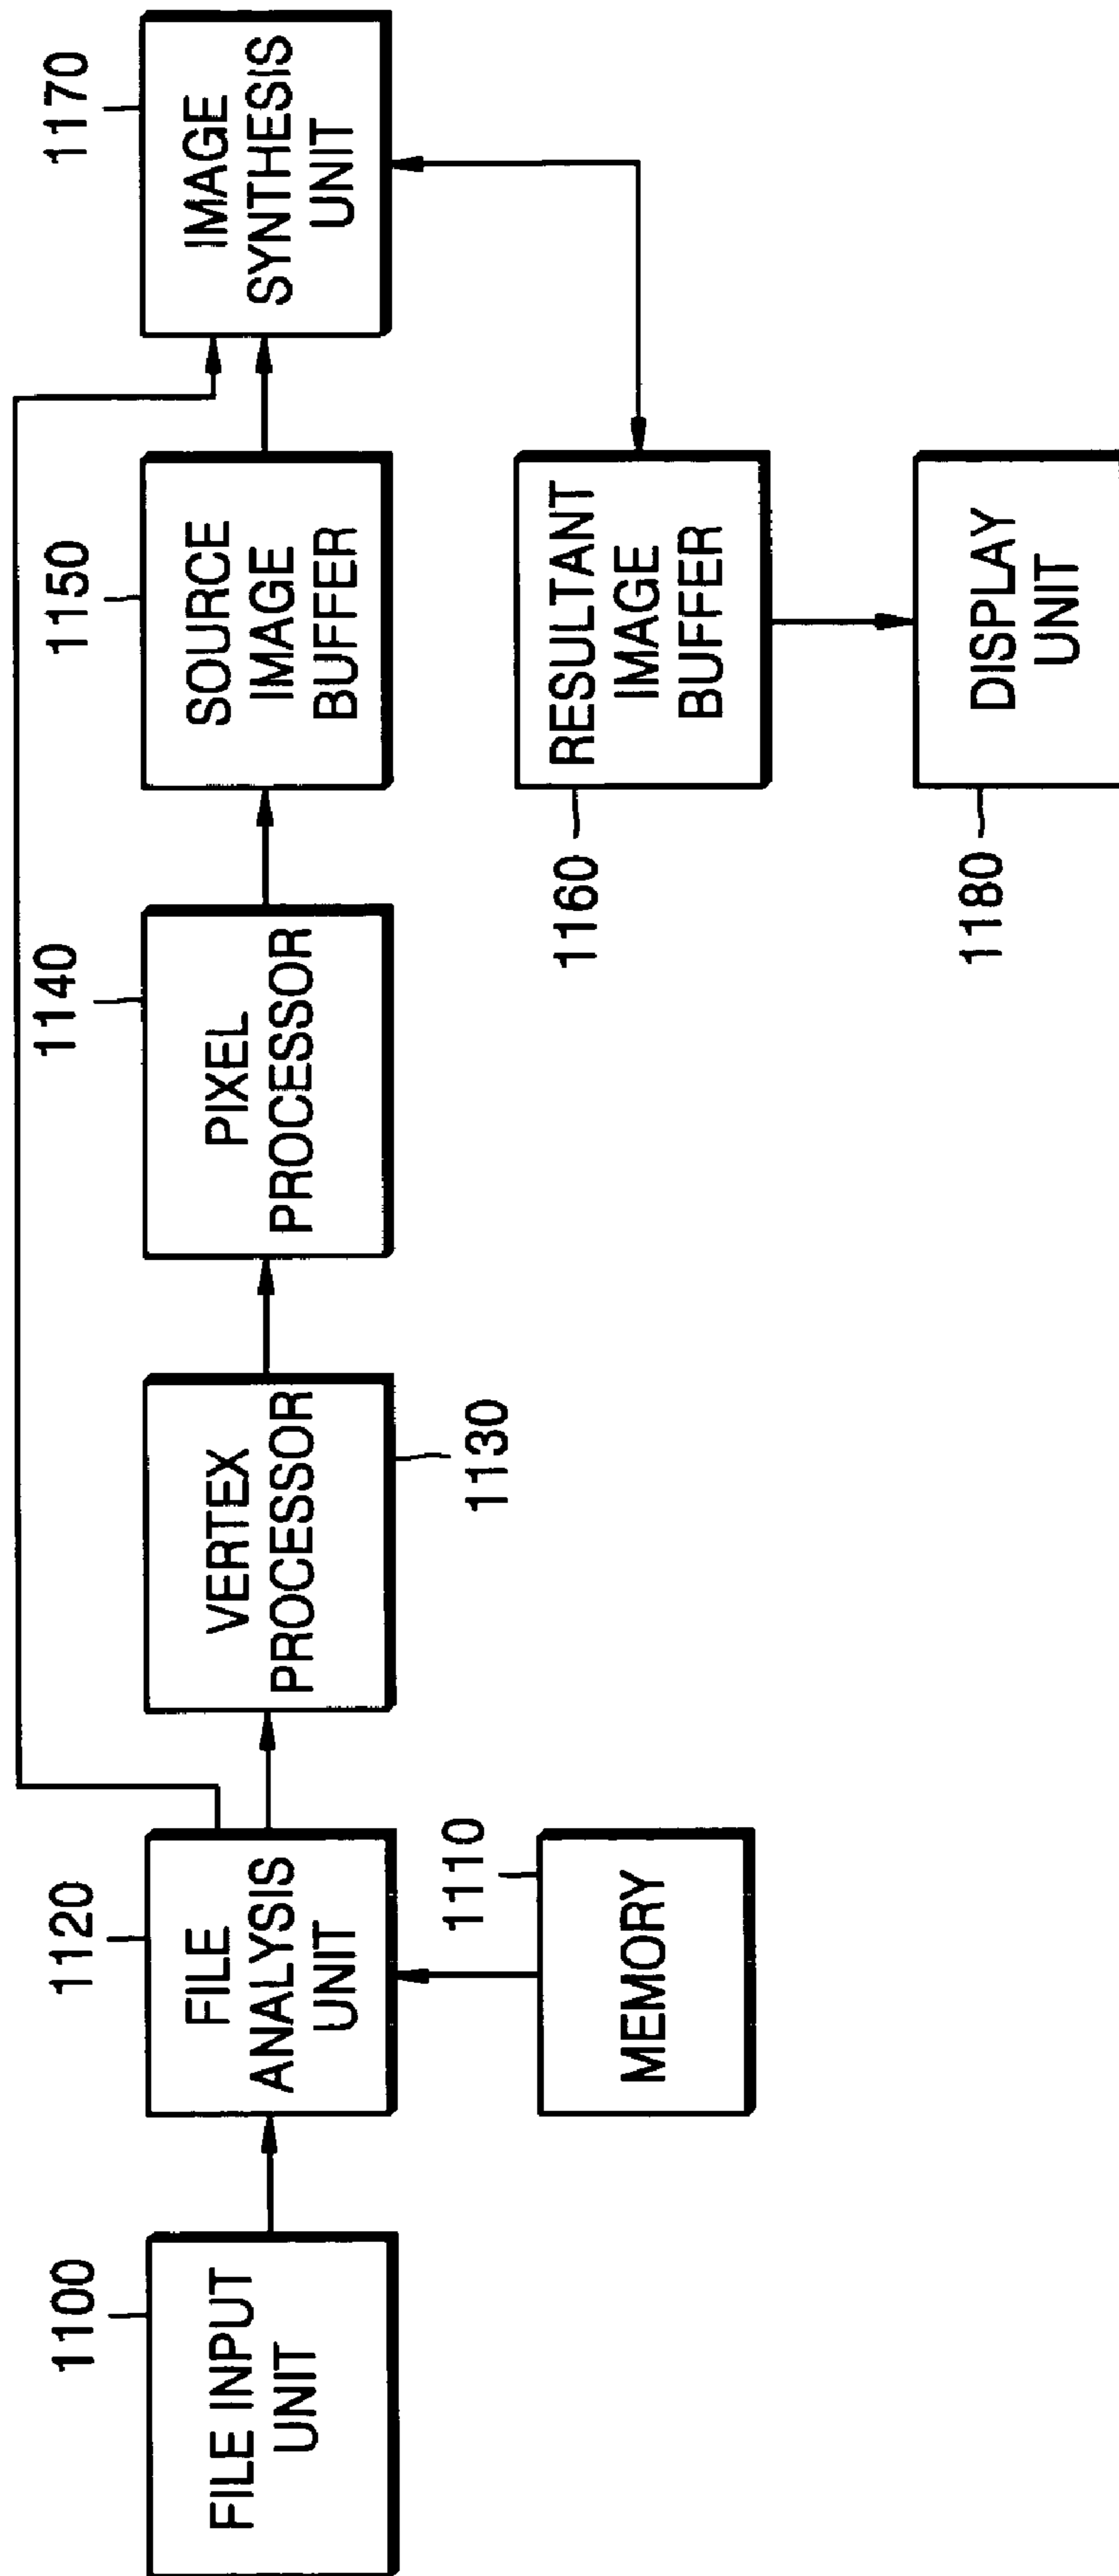 1100
FILE INPUT
UNIT
1120
FILE
ANALYSIS
UNIT
1110
MEMORY
VERTEX
PROCESSOR
1130
1140
PIXEL
PROCESSOR
1150
SOURCE
IMAGE
BUFFER
1170
IMAGE
SYNTHESIS
UNIT
1160
RESULTANT
IMAGE
BUFFER
1180
DISPLAY
UNIT